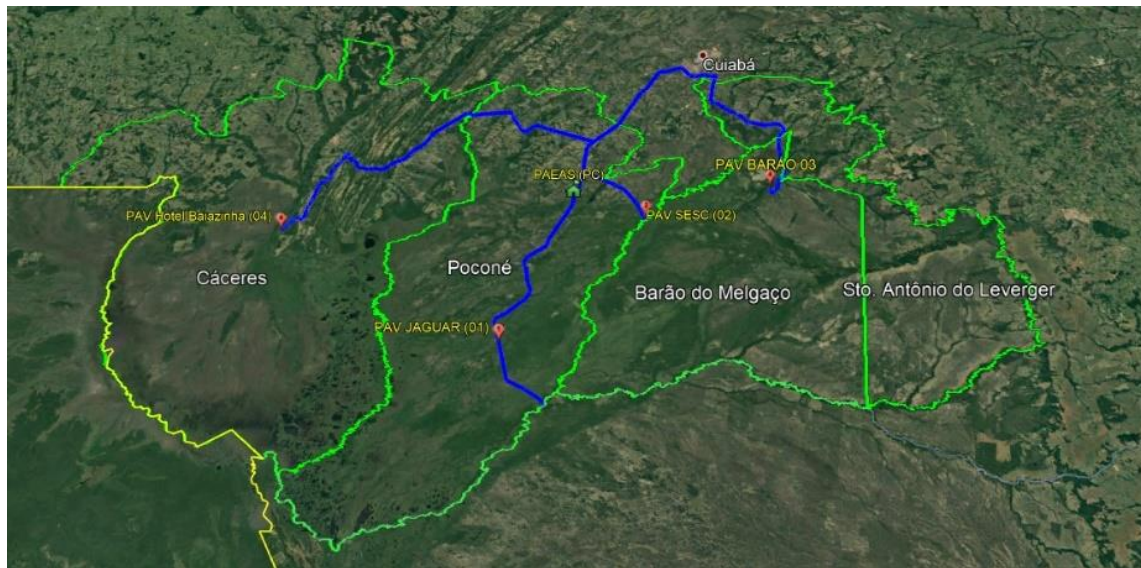 Cuiabá
PAV BARAO 03
PAEAS (PC)
PAV SESC (02)
PAV Hotel Baiazinha (04)
Cáceres
Poconé
Barão do Melgaço
Sto. Antônio do Leverger
PAV JAGUAR (01)